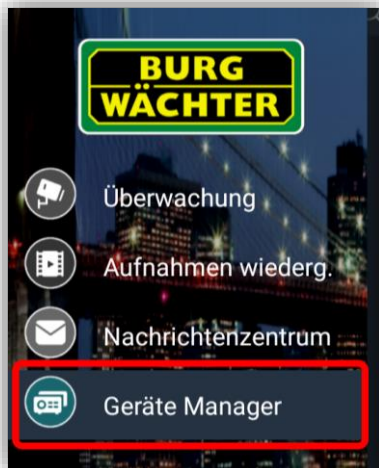 BURG
WÄCHTER
Überwachung
Aufnahmen wiederg.
Nachrichtenzentrum
Geräte Manager